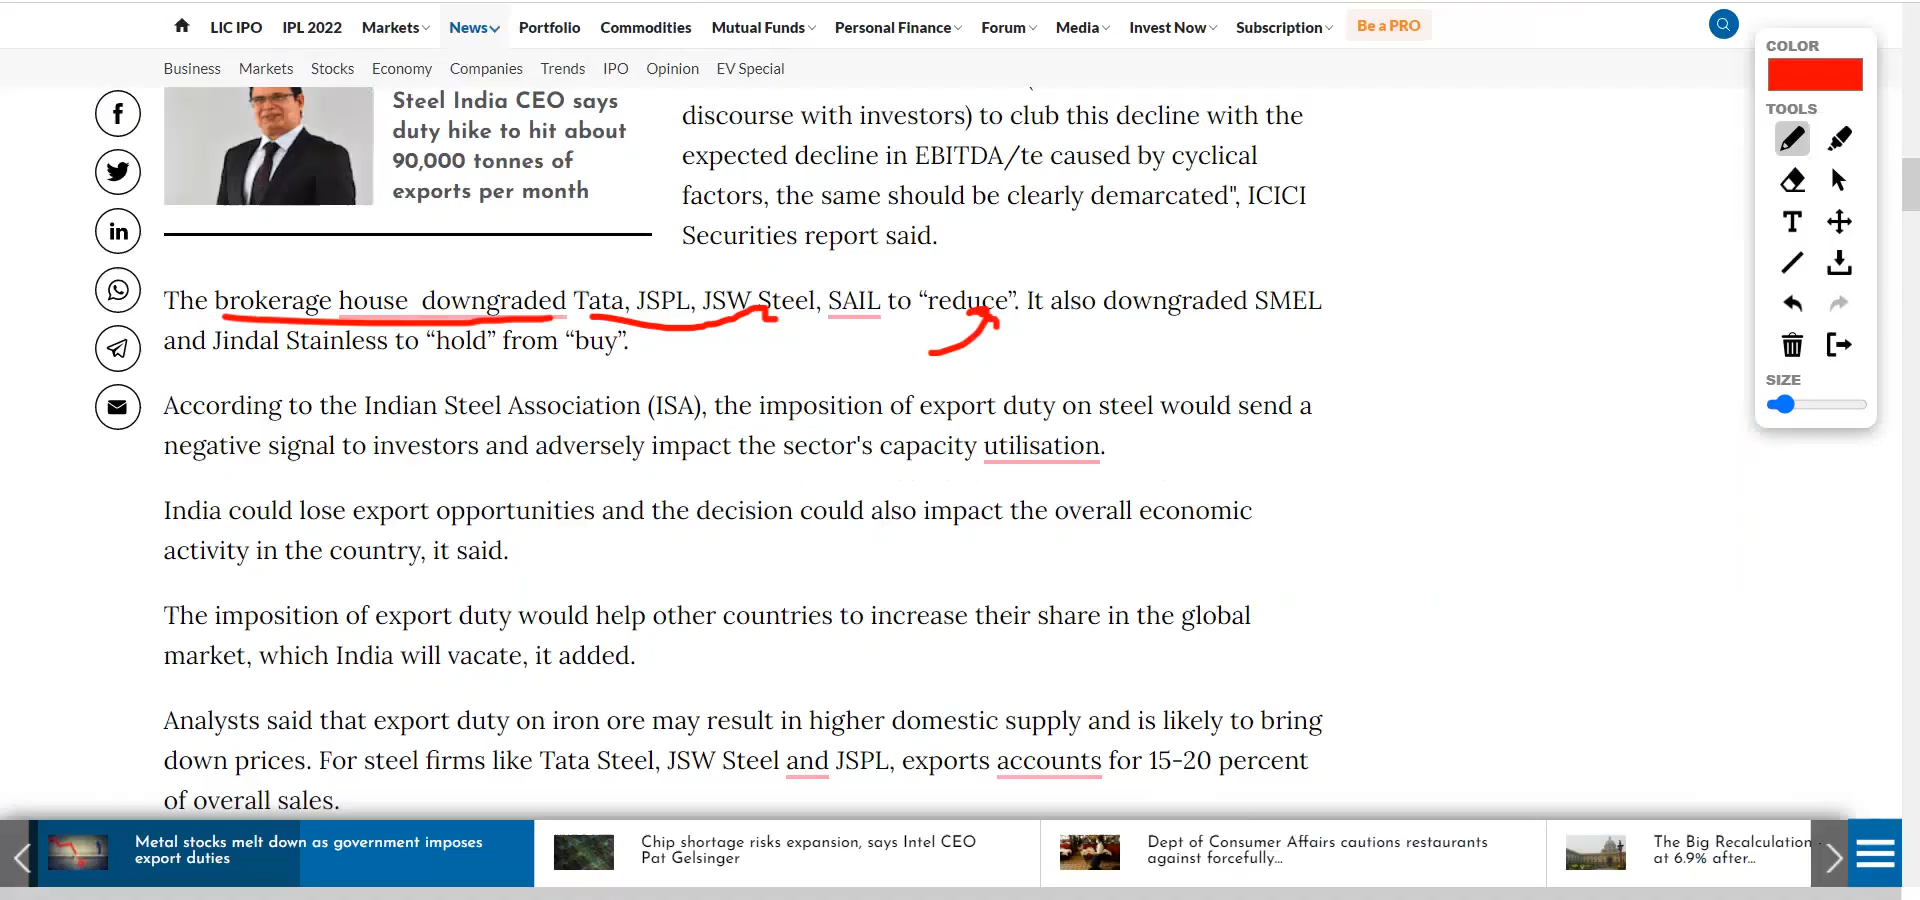 LIC IPO IPL 2022 Markets News Portfolio Commodities Mutual Funds Personal Finance Forum Media Invest Now Subscription Be a PRO
Business Markets Stocks Economy Companies Trends IPO Opinion EV Special
Steel India CEO says
duty hike to hit about
90,000 tonnes of
exports per month
discourse with investors) to club this decline with the
expected decline in EBITDA/te caused by cyclical
factors, the same should be clearly demarcated", ICICI
Securities report said.
The brokerage house downgraded Tata, JSPL, JSW Steel, SAIL to “reduce”. It also downgraded SMEL
and Jindal Stainless to “hold” from “buy”.
According to the Indian Steel Association (ISA), the imposition of export duty on steel would send a
negative signal to investors and adversely impact the sector's capacity utilisation.
India could lose export opportunities and the decision could also impact the overall economic
activity in the country, it said.
The imposition of export duty would help other countries to increase their share in the global
market, which India will vacate, it added.
Analysts said that export duty on iron ore may result in higher domestic supply and is likely to bring
down prices. For steel firms like Tata Steel, JSW Steel and JSPL, exports accounts for 15-20 percent
of overall sales.
COLOR
TOOLS
SIZE
Metal stocks melt down as government imposes
export duties
Chip shortage risks expansion, says Intel CEO
Pat Gelsinger
Dept of Consumer Affairs cautions restaurants
against forcefully...
The Big Recalculation -
at 6.9% after...